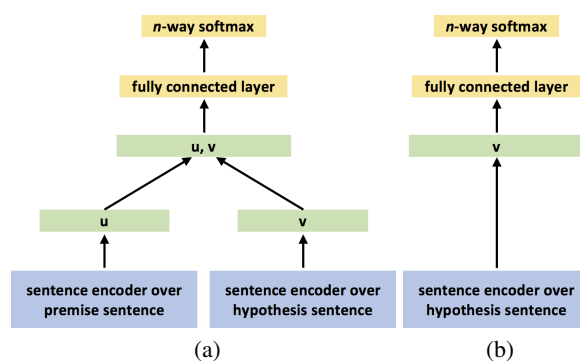 n-way softmax
fully connected layer
u, v
u
v
sentence encoder over
premise sentence
sentence encoder over
hypothesis sentence
(a)
n-way softmax
fully connected layer
v
sentence encoder over
hypothesis sentence
(b)